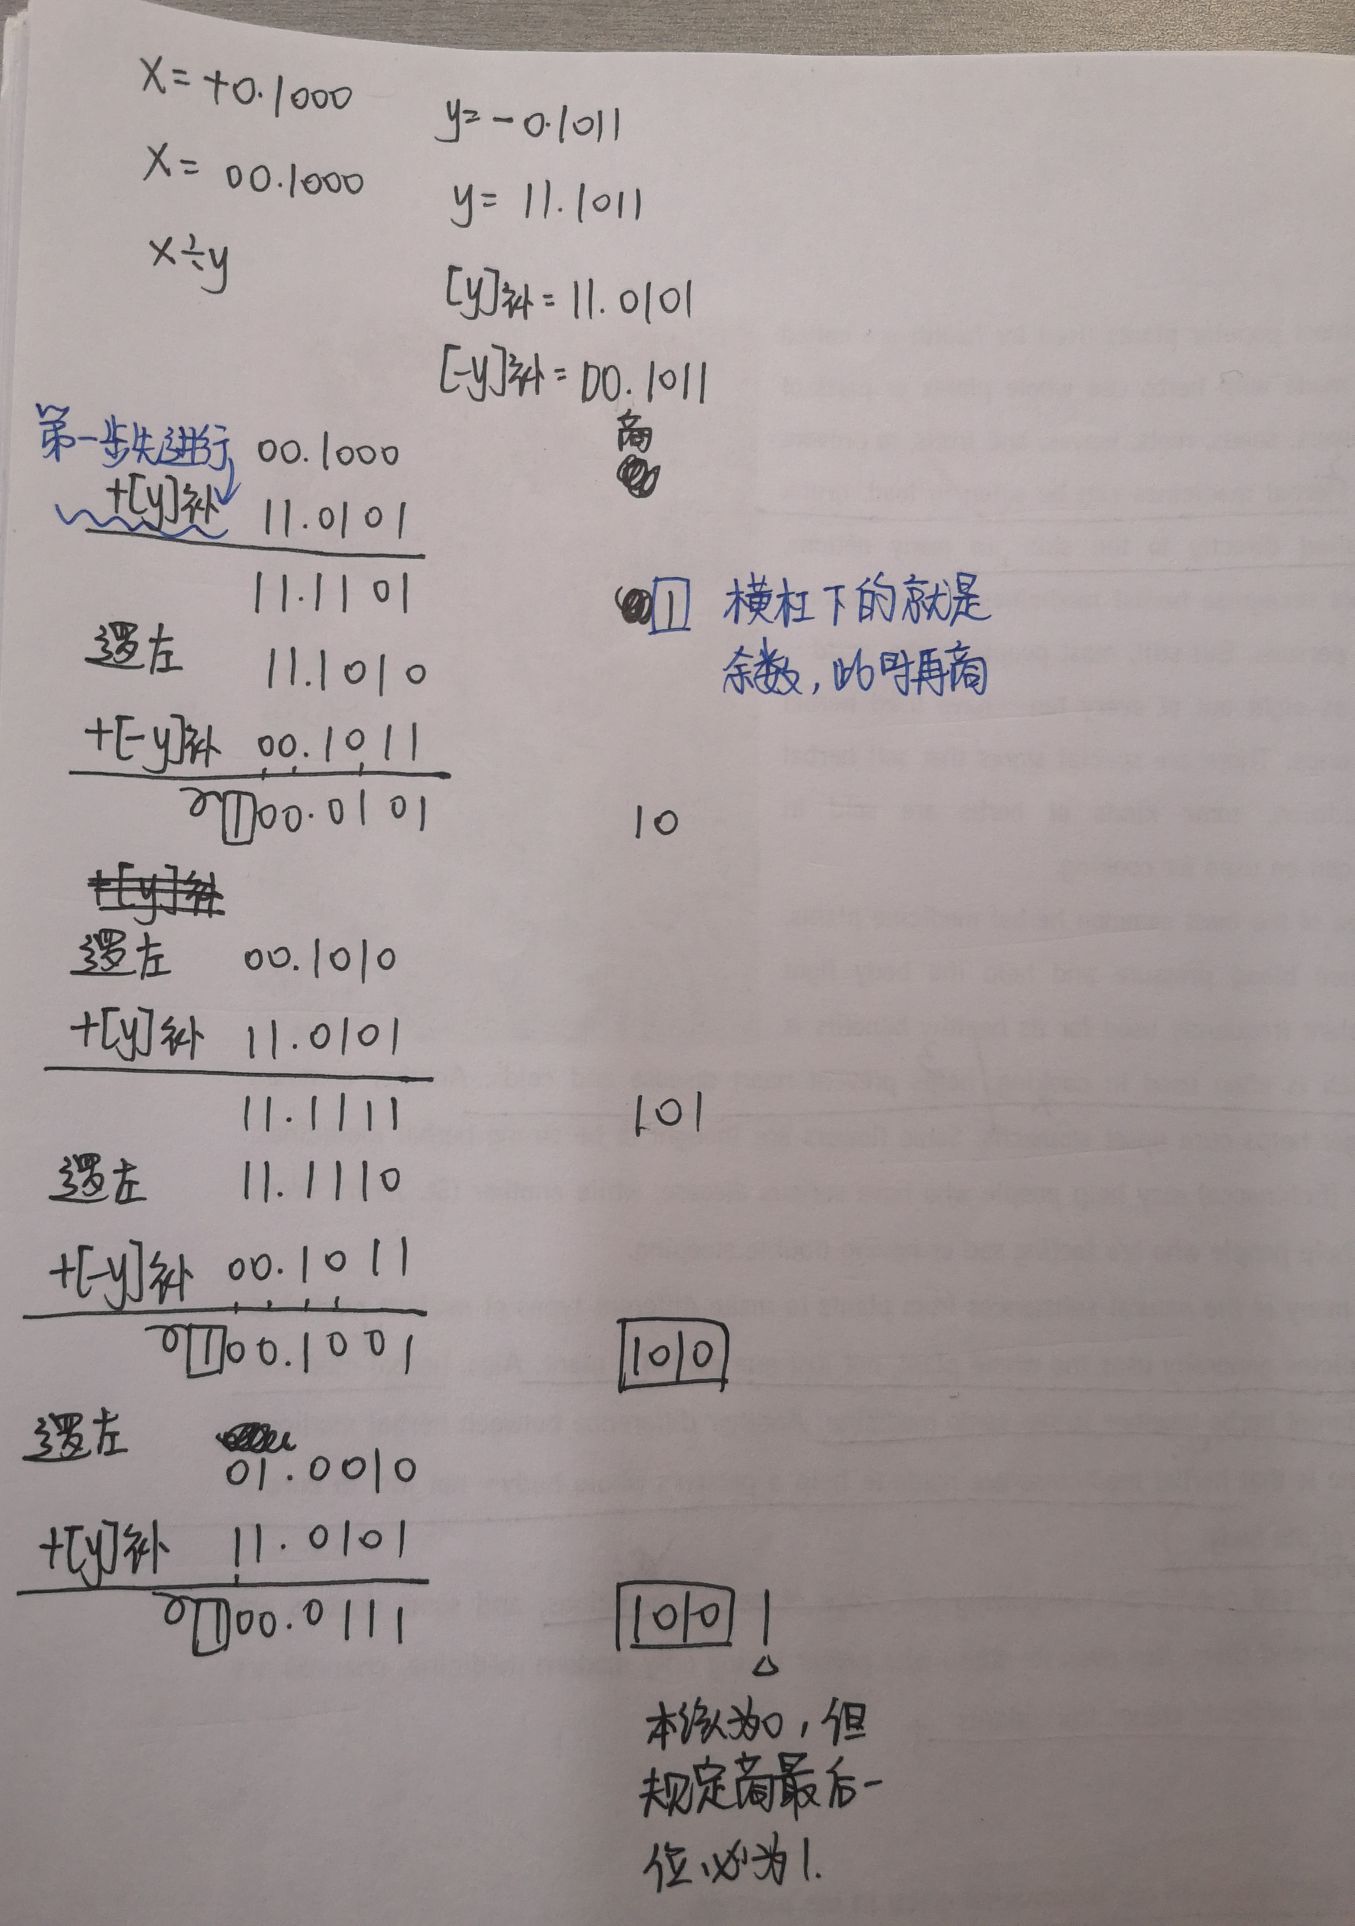 X = +0.1000
y = -0.1011
X = 00.1000
y = 11.1011
x÷y
[y]补 = 11.0101
[-y]补 = 00.1011
商
第一步先进行 00.1000
+[y]补 11.0101
11.1101 1 横杠下的就是
逻左 11.1010 余数,此时再商
+[-y]补 00.1011
1 00.0101 10
+[y]补
逻左 00.1010
+[y]补 11.0101
11.1111 101
逻左 11.1110
+[-y]补 00.1011
1 00.1001 1010
逻左 01.0010
+[y]补 11.0101
1 00.0111 1010 1
本该为0,但
规定商最后一
位必为1.